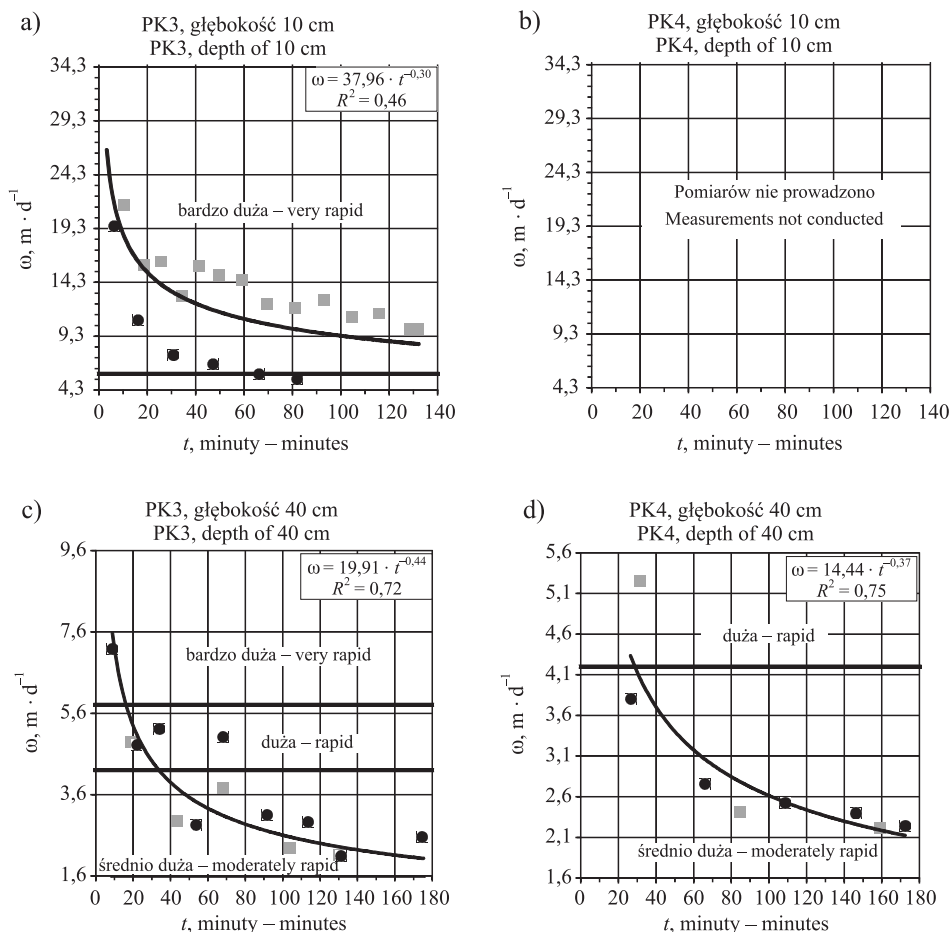 a)
PK3, głębokość 10 cm
PK3, depth of 10 cm
34,3
29,3
24,3
19,3
14,3
9,3
4,3
ω, m · d⁻¹
ω = 37,96 · t⁻⁰,³⁰
R² = 0,46
bardzo duża – very rapid
0 20 40 60 80 100 120 140
t, minuty – minutes
b)
PK4, głębokość 10 cm
PK4, depth of 10 cm
34,3
29,3
24,3
19,3
14,3
9,3
4,3
ω, m · d⁻¹
Pomiarów nie prowadzono
Measurements not conducted
0 20 40 60 80 100 120 140
t, minuty – minutes
c)
PK3, głębokość 40 cm
PK3, depth of 40 cm
9,6
7,6
5,6
3,6
1,6
ω, m · d⁻¹
ω = 19,91 · t⁻⁰,⁴⁴
R² = 0,72
bardzo duża – very rapid
duża – rapid
średnio duża – moderately rapid
0 20 40 60 80 100 120 140 160 180
t, minuty – minutes
d)
PK4, głębokość 40 cm
PK4, depth of 40 cm
5,6
5,1
4,6
4,1
3,6
3,1
2,6
2,1
1,6
ω, m · d⁻¹
ω = 14,44 · t⁻⁰,³⁷
R² = 0,75
duża – rapid
średnio duża – moderately rapid
0 20 40 60 80 100 120 140 160 180
t, minuty – minutes